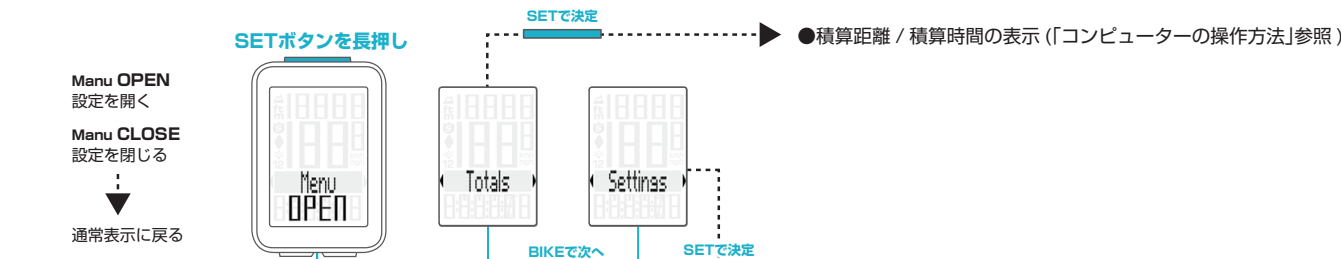 SETで決定
SETボタンを長押し
●積算距離 / 積算時間の表示 (「コンピューターの操作方法」参照 )
Manu OPEN
設定を開く
Manu CLOSE
設定を閉じる
通常表示に戻る
Menu
OPEN
Totals
Settings
BIKEで次へ
SETで決定